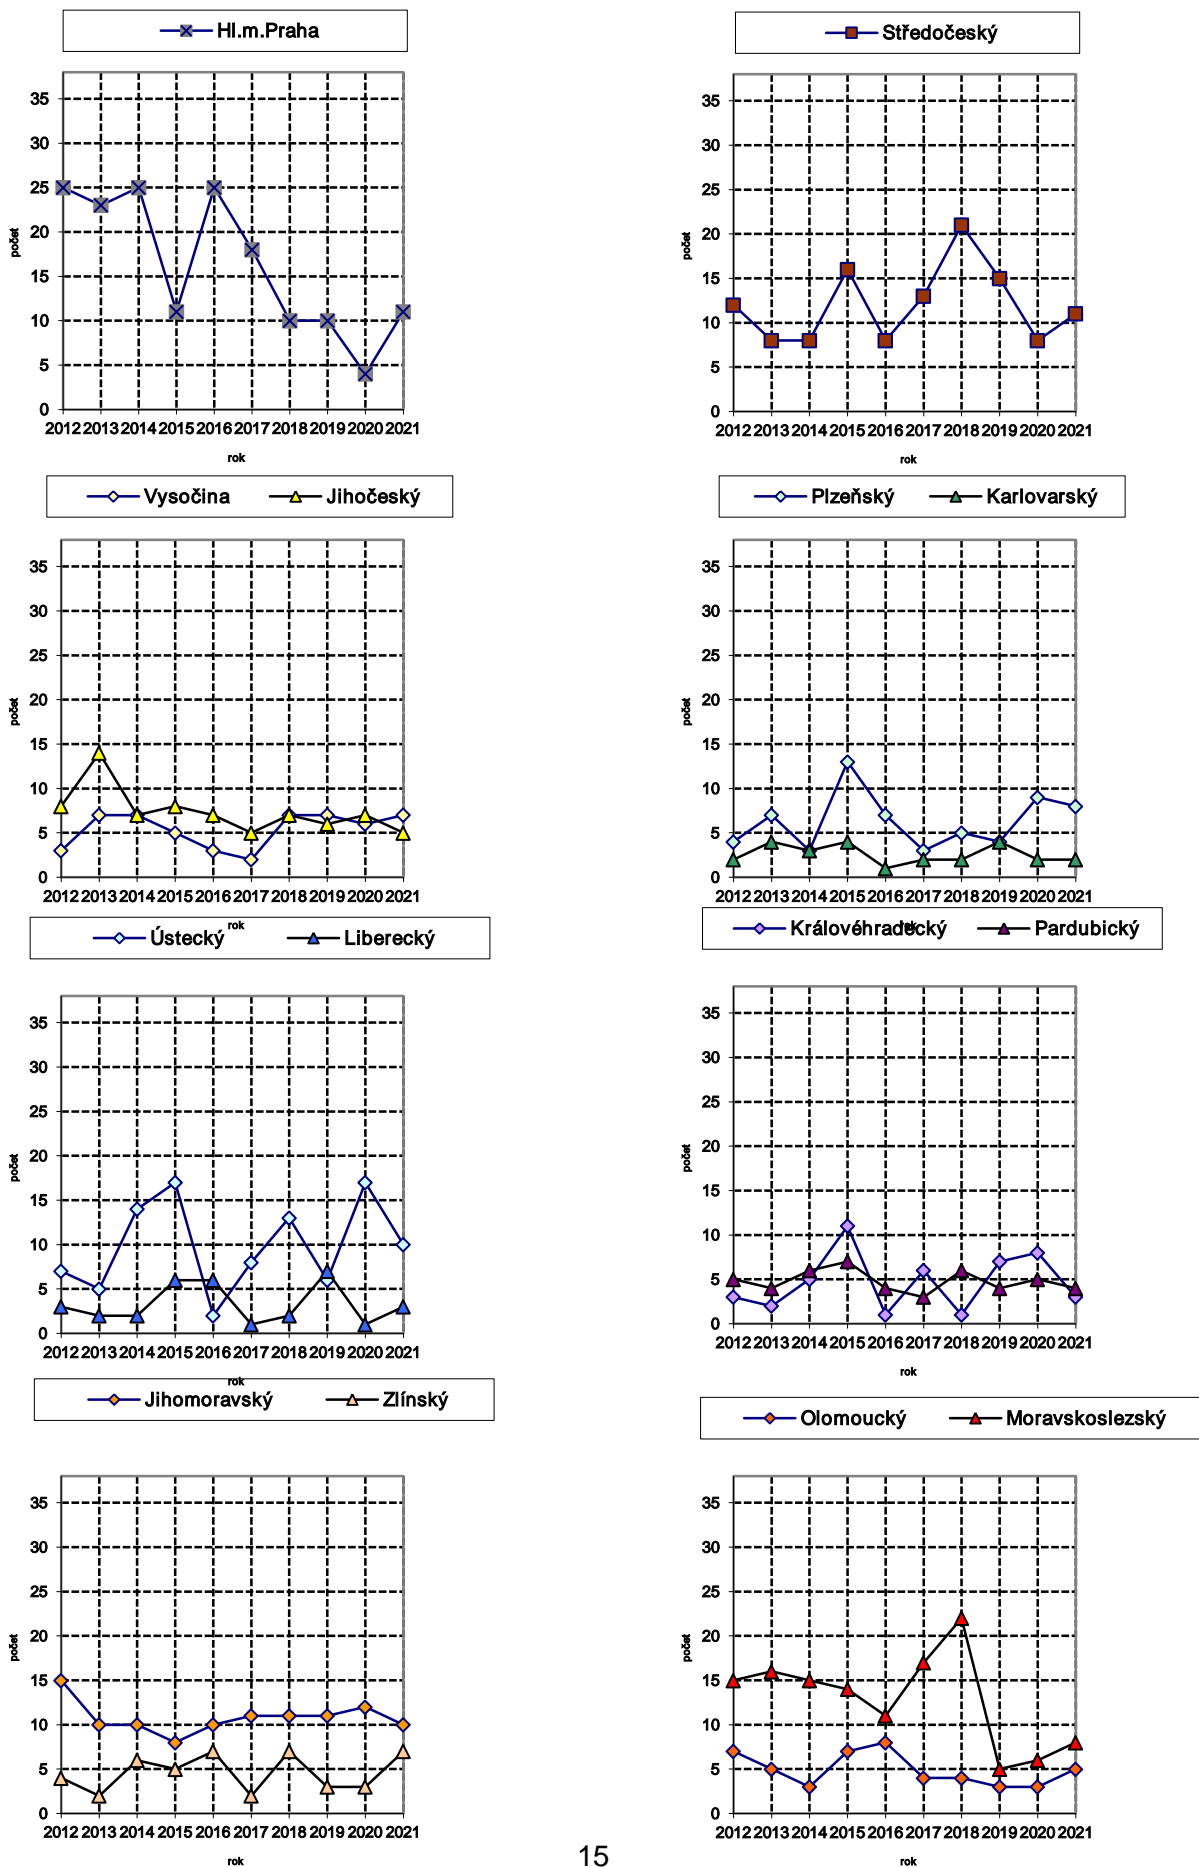 Hl.m.Praha
35
30
25
20
15
10
5
0
počet
2012 2013 2014 2015 2016 2017 2018 2019 2020 2021
rok
Středočeský
35
30
25
20
15
10
5
0
počet
2012 2013 2014 2015 2016 2017 2018 2019 2020 2021
rok
Vysočina Jihočeský
35
30
25
20
15
10
5
0
počet
2012 2013 2014 2015 2016 2017 2018 2019 2020 2021
rok
Plzeňský Karlovarský
35
30
25
20
15
10
5
0
počet
2012 2013 2014 2015 2016 2017 2018 2019 2020 2021
rok
Ústecký Liberecký
35
30
25
20
15
10
5
0
počet
2012 2013 2014 2015 2016 2017 2018 2019 2020 2021
rok
Královéhradecký Pardubický
35
30
25
20
15
10
5
0
počet
2012 2013 2014 2015 2016 2017 2018 2019 2020 2021
rok
Jihomoravský Zlínský
35
30
25
20
15
10
5
0
počet
2012 2013 2014 2015 2016 2017 2018 2019 2020 2021
rok
Olomoucký Moravskoslezský
35
30
25
20
15
10
5
0
počet
2012 2013 2014 2015 2016 2017 2018 2019 2020 2021
rok
15